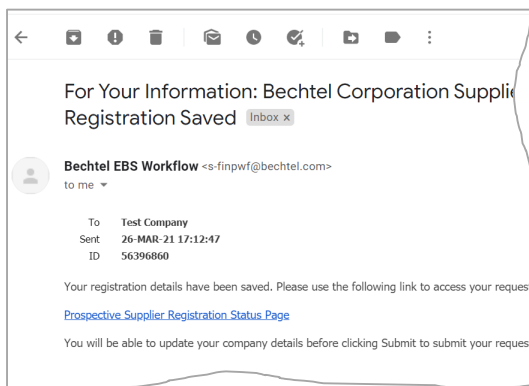 For Your Information: Bechtel Corporation
Registration Saved Inbox x
Bechtel EBS Workflow <s-finpwf@bechtel.com>
to me
To Test Company
Sent 26-MAR-21 17:12:47
ID 56396860
Your registration details have been saved. Please use the following link to access your
Prospective Supplier Registration Status Page
You will be able to update your company details before clicking Submit to submit your